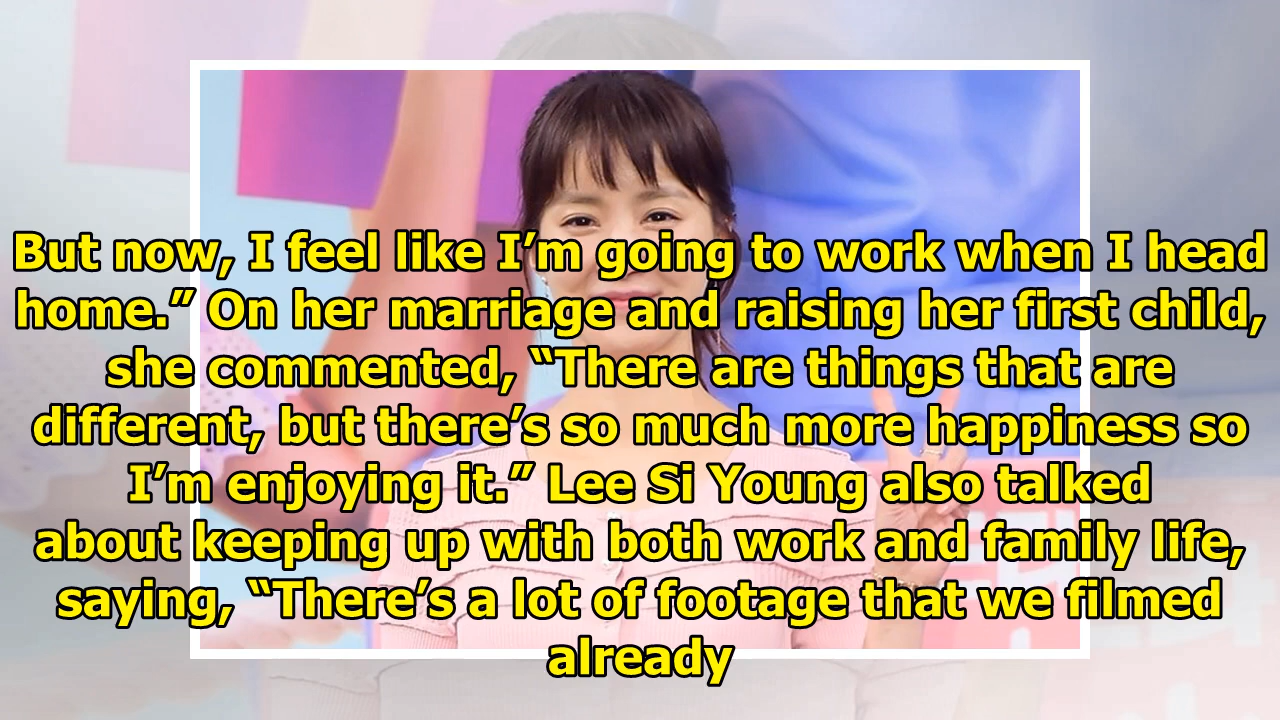 But now, I feel like I’m going to work when I head
home.” On her marriage and raising her first child,
she commented, “There are things that are
different, but there’s so much more happiness so
I’m enjoying it.” Lee Si Young also talked
about keeping up with both work and family life,
saying, “There’s a lot of footage that we filmed
already